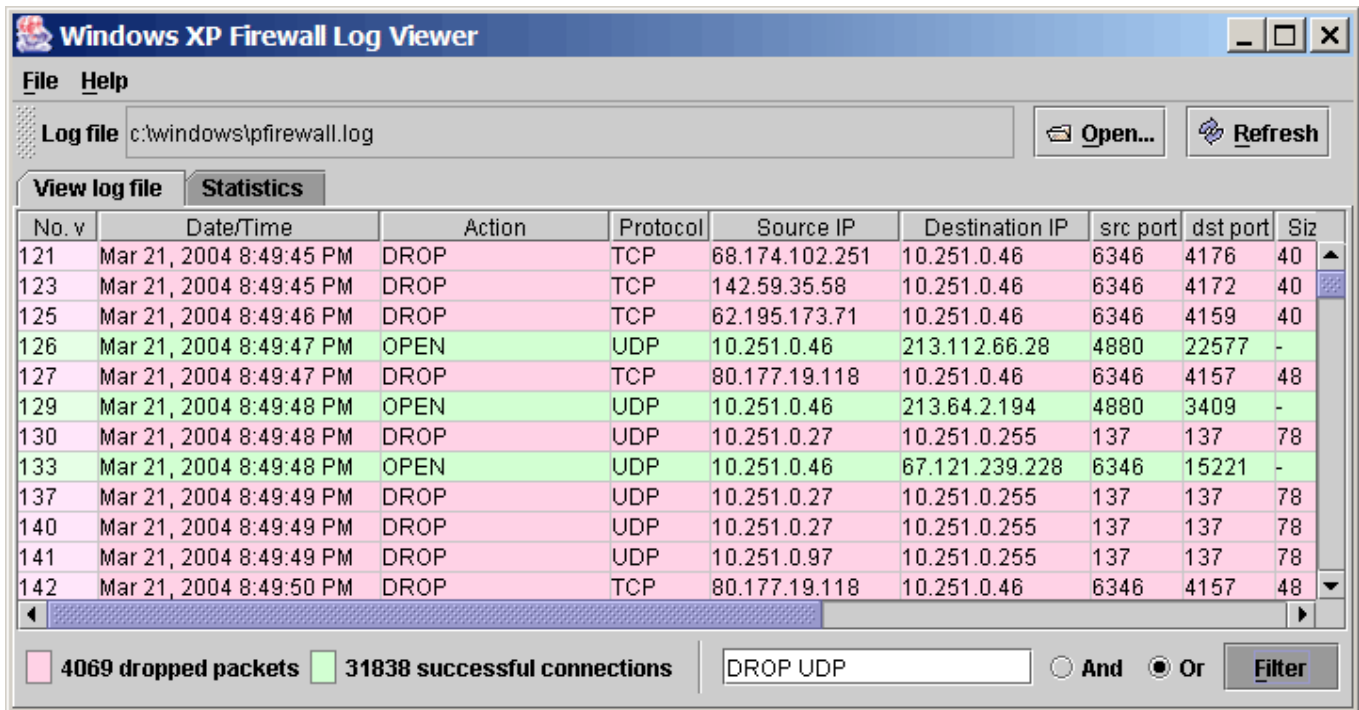 Windows XP Firewall Log Viewer
File Help
Log file c:\windows\pfirewall.log Open... Refresh
View log file Statistics
No. v Date/Time Action Protocol Source IP Destination IP src port dst port Siz
121 Mar 21, 2004 8:49:45 PM DROP TCP 68.174.102.251 10.251.0.46 6346 4176 40
123 Mar 21, 2004 8:49:45 PM DROP TCP 142.59.35.58 10.251.0.46 6346 4172 40
125 Mar 21, 2004 8:49:46 PM DROP TCP 62.195.173.71 10.251.0.46 6346 4159 40
126 Mar 21, 2004 8:49:47 PM OPEN UDP 10.251.0.46 213.112.66.28 4880 22577 -
127 Mar 21, 2004 8:49:47 PM DROP TCP 80.177.19.118 10.251.0.46 6346 4157 48
129 Mar 21, 2004 8:49:48 PM OPEN UDP 10.251.0.46 213.64.2.194 4880 3409 -
130 Mar 21, 2004 8:49:48 PM DROP UDP 10.251.0.27 10.251.0.255 137 137 78
133 Mar 21, 2004 8:49:48 PM OPEN UDP 10.251.0.46 67.121.239.228 6346 15221 -
137 Mar 21, 2004 8:49:49 PM DROP UDP 10.251.0.27 10.251.0.255 137 137 78
140 Mar 21, 2004 8:49:49 PM DROP UDP 10.251.0.27 10.251.0.255 137 137 78
141 Mar 21, 2004 8:49:49 PM DROP UDP 10.251.0.97 10.251.0.255 137 137 78
142 Mar 21, 2004 8:49:50 PM DROP TCP 80.177.19.118 10.251.0.46 6346 4157 48
4069 dropped packets 31838 successful connections DROP UDP And Or Filter